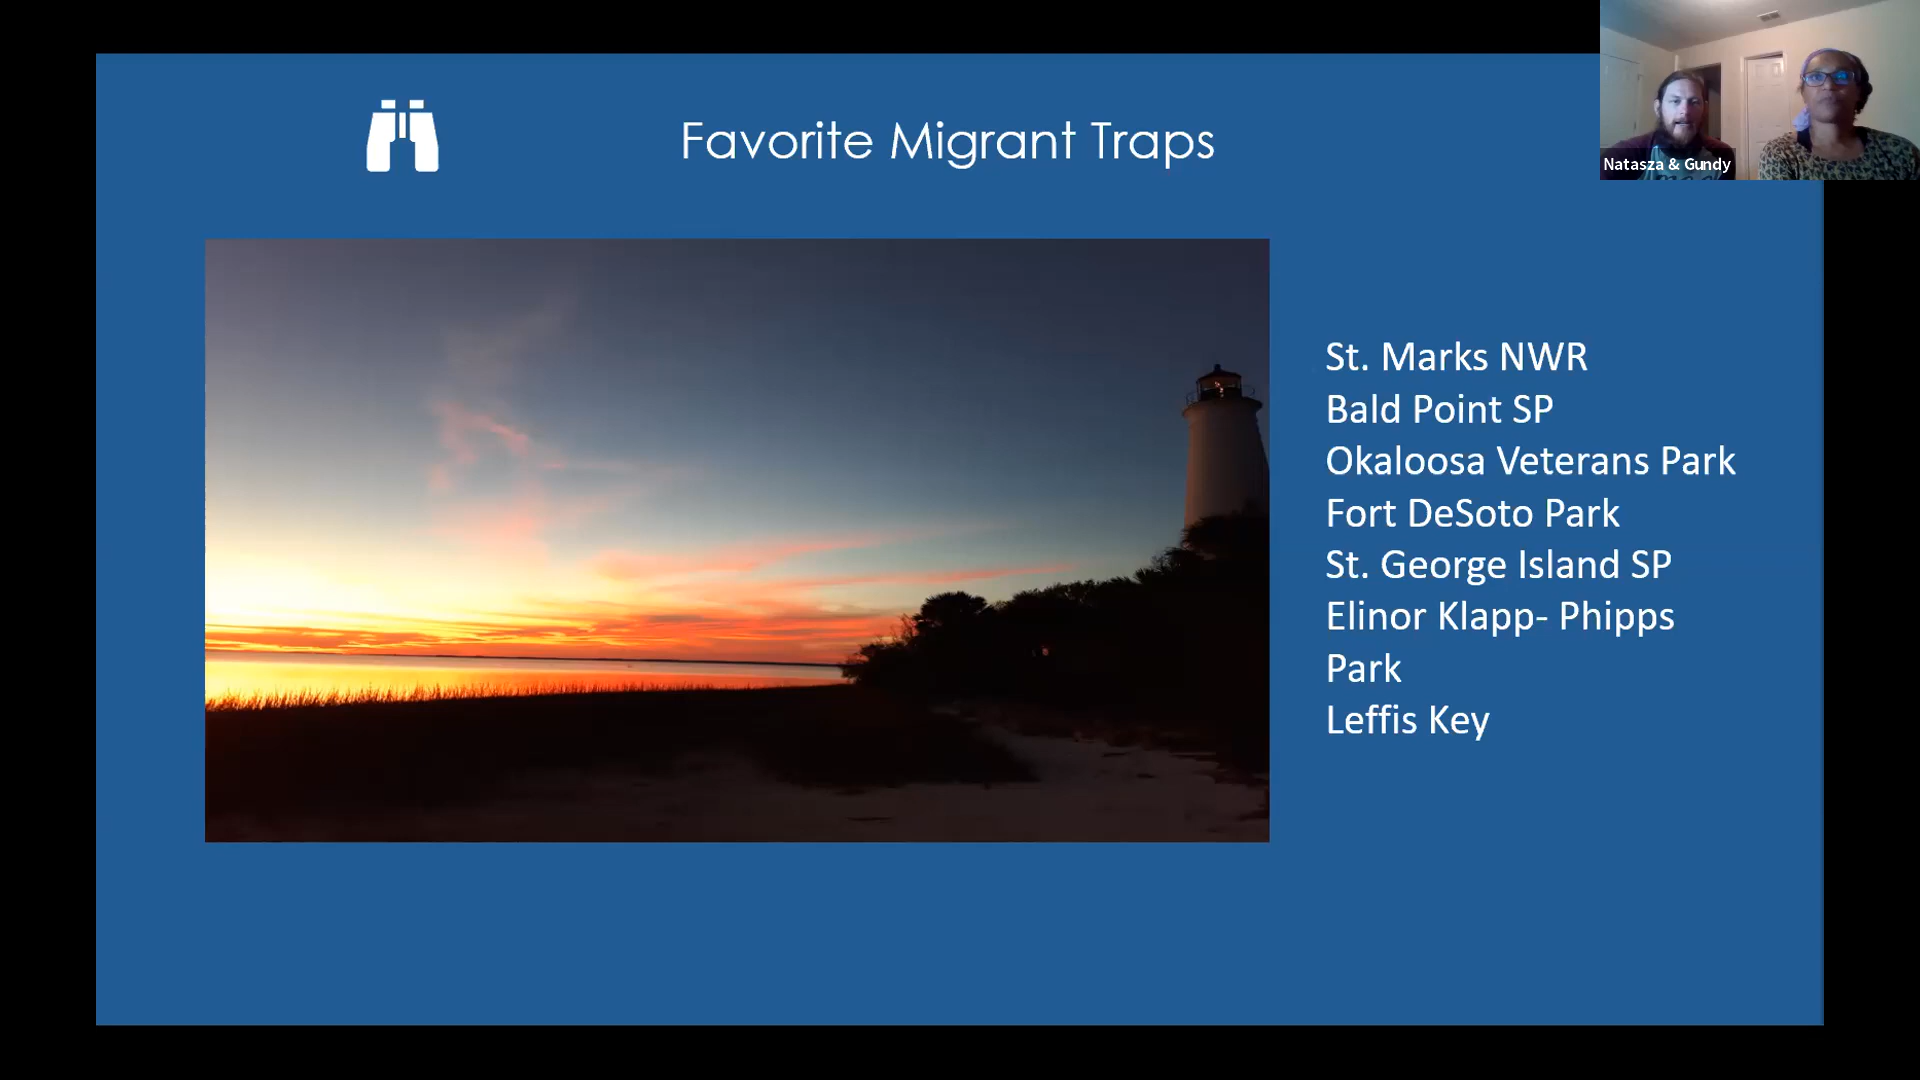 Favorite Migrant Traps
Natasza & Gundy
St. Marks NWR
Bald Point SP
Okaloosa Veterans Park
Fort DeSoto Park
St. George Island SP
Elinor Klapp- Phipps
Park
Leffis Key